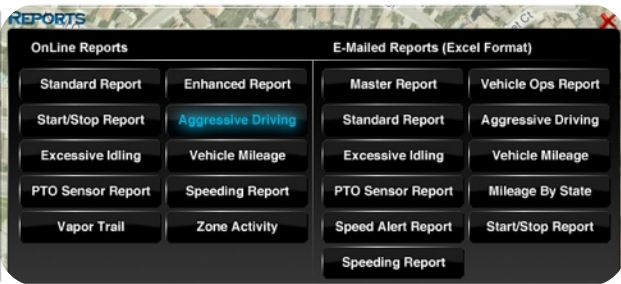 REPORTS
OnLine Reports
E-Mailed Reports (Excel Format)
Standard Report
Enhanced Report
Master Report
Vehicle Ops Report
Start/Stop Report
Aggressive Driving
Standard Report
Aggressive Driving
Excessive Idling
Vehicle Mileage
Excessive Idling
Vehicle Mileage
PTO Sensor Report
Speeding Report
PTO Sensor Report
Mileage By State
Vapor Trail
Zone Activity
Speed Alert Report
Start/Stop Report
Speeding Report